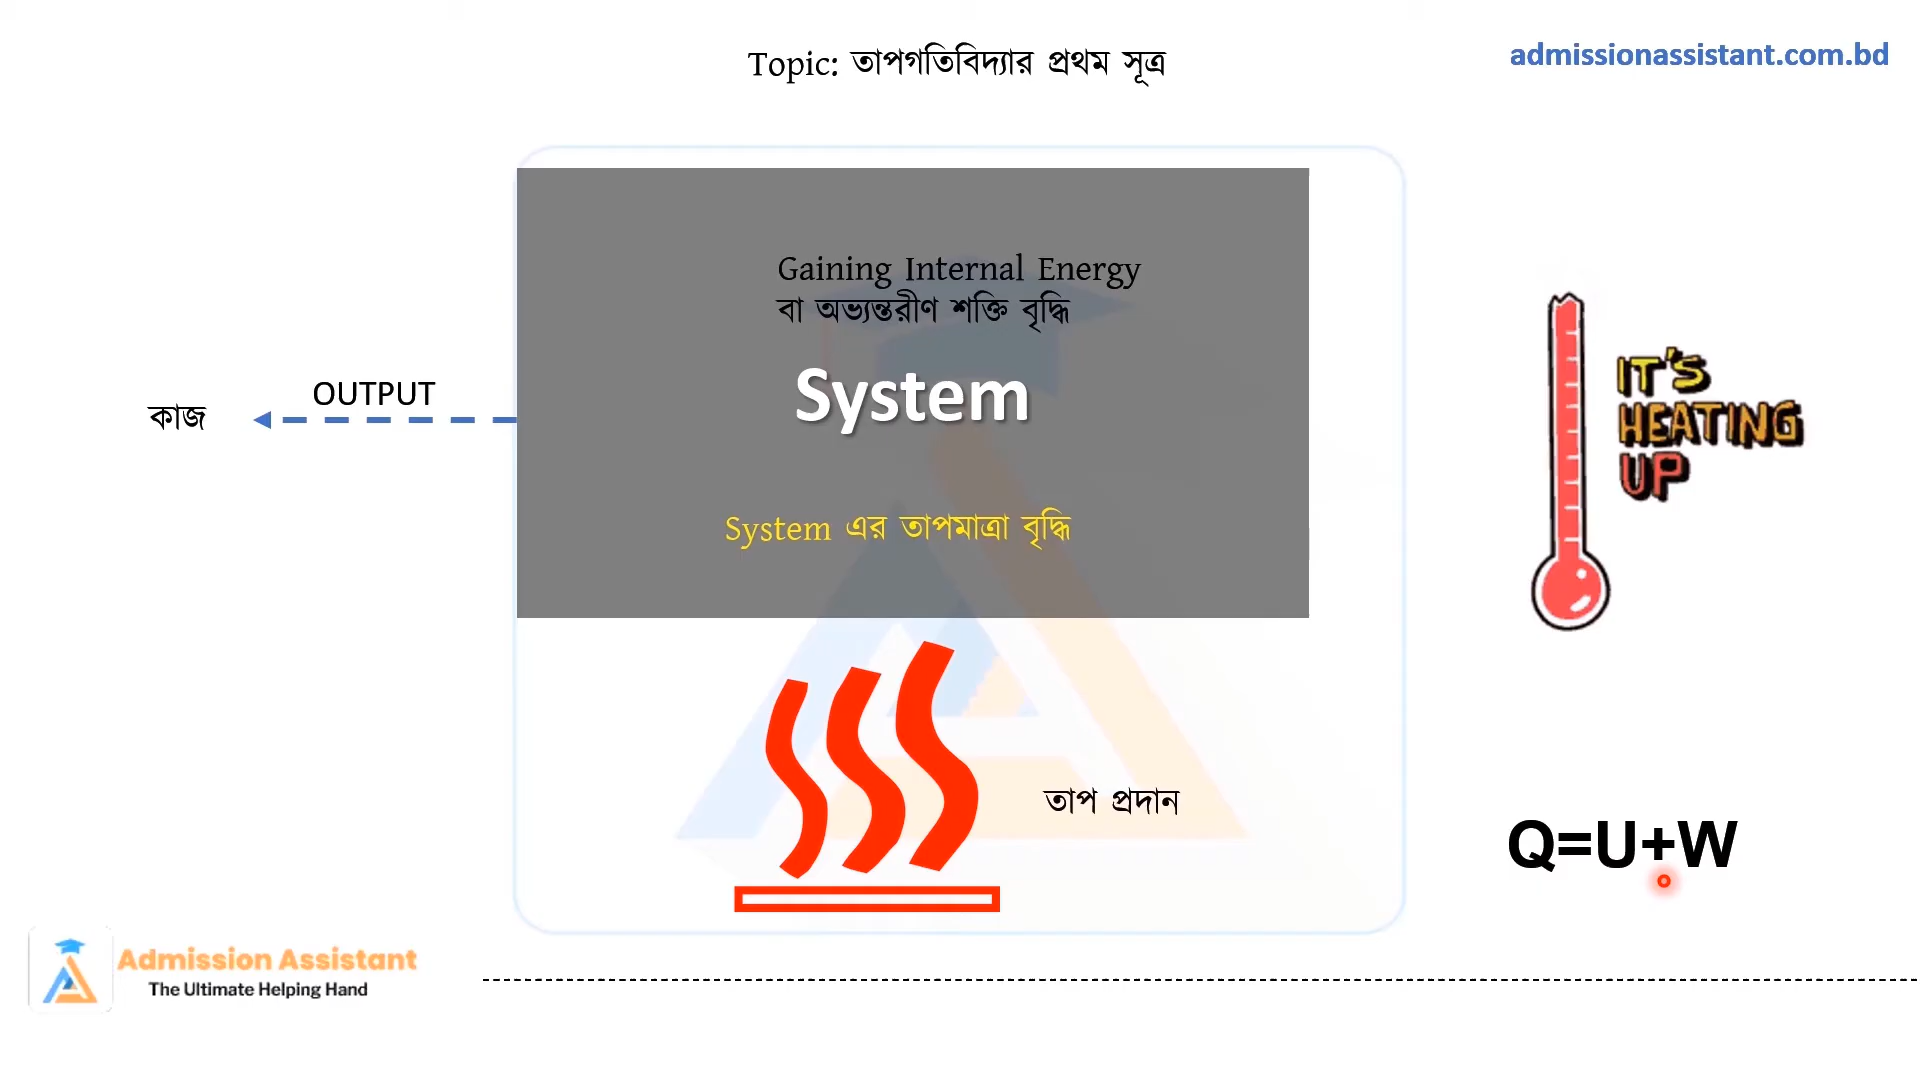 Topic: তাপগতিবিদ্যার প্রথম সূত্র
admissionassistant.com.bd
Gaining Internal Energy
বা অভ্যন্তরীণ শক্তি বৃদ্ধি
System
OUTPUT
কাজ
System এর তাপমাত্রা বৃদ্ধি
IT'S
HEATING
UP
তাপ প্রদান
Q=U+W
Admission Assistant
The Ultimate Helping Hand